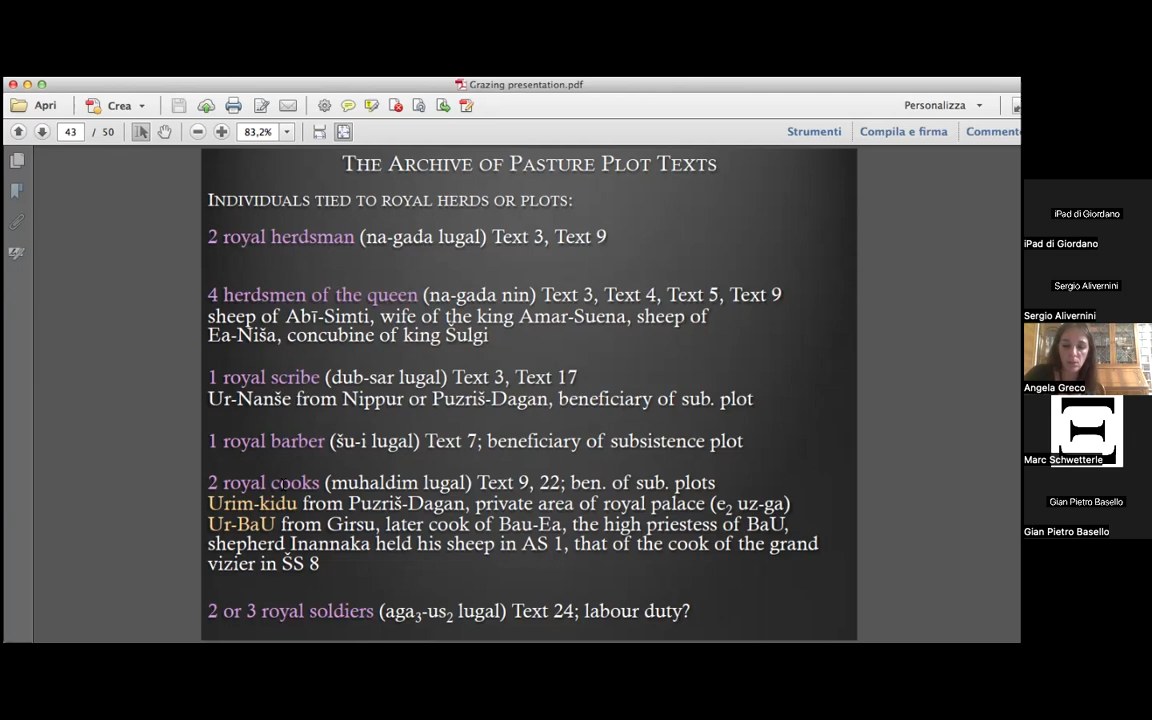 Grazing presentation.pdf
Apri
Crea
Personalizza
43 / 50
83,2%
Strumenti
Compila e firma
Comment
THE ARCHIVE OF PASTURE PLOT TEXTS
INDIVIDUALS TIED TO ROYAL HERDS OR PLOTS:
2 royal herdsman (na-gada lugal) Text 3, Text 9
4 herdsmen of the queen (na-gada nin) Text 3, Text 4, Text 5, Text 9
sheep of Abī-Simti, wife of the king Amar-Suena, sheep of
Ea-Niša, concubine of king Šulgi
1 royal scribe (dub-sar lugal) Text 3, Text 17
Ur-Nanše from Nippur or Puzriš-Dagan, beneficiary of sub. plot
1 royal barber (šu-i lugal) Text 7; beneficiary of subsistence plot
2 royal cooks (muhaldim lugal) Text 9, 22; ben. of sub. plots
Urim-kidu from Puzriš-Dagan, private area of royal palace (e₂ uz-ga)
Ur-BaU from Girsu, later cook of Bau-Ea, the high priestess of BaU,
shepherd Inannaka held his sheep in AS 1, that of the cook of the grand
vizier in ŠS 8
2 or 3 royal soldiers (aga₃-us₂ lugal) Text 24; labour duty?
iPad di Giordano
iPad di Giordano
Sergio Alivernini
Sergio Alivernini
Angela Greco
Marc Schwetterle
Gian Pietro Basello
Gian Pietro Basello